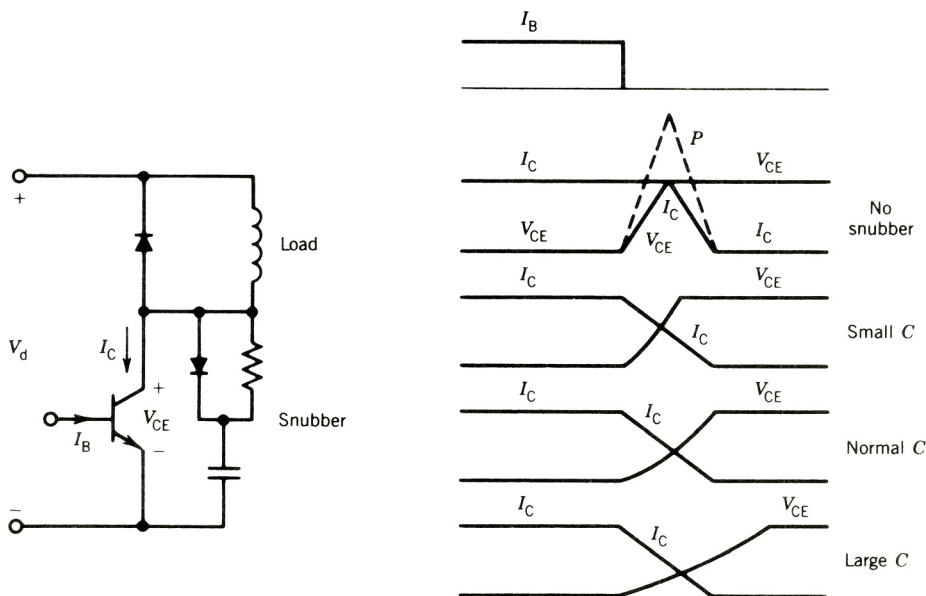 +
Load
V_d
I_C
+
V_CE
I_B
−
Snubber
−
I_B
P
I_C
V_CE
I_C
V_CE
V_CE
I_C
No
snubber
I_C
V_CE
I_C
Small C
I_C
I_C
V_CE
Normal C
I_C
I_C
V_CE
Large C